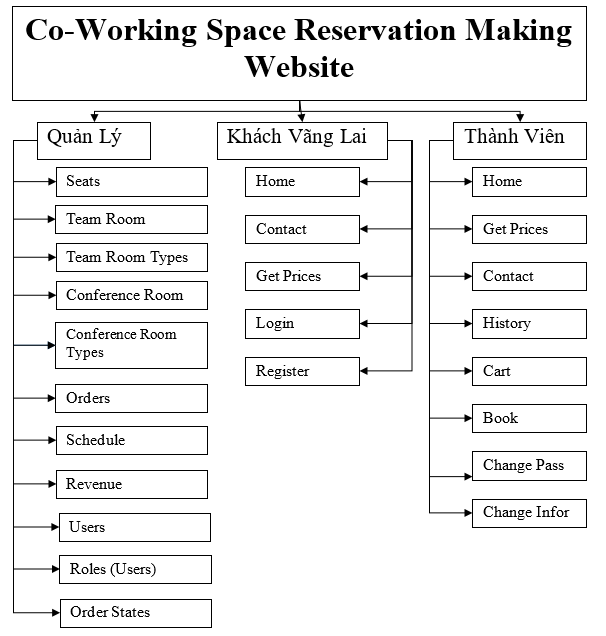 Co-Working Space Reservation Making
Website
Quản Lý
Seats
Team Room
Team Room Types
Conference Room
Conference Room
Types
Orders
Schedule
Revenue
Users
Roles (Users)
Order States
Khách Vãng Lai
Home
Contact
Get Prices
Login
Register
Thành Viên
Home
Get Prices
Contact
History
Cart
Book
Change Pass
Change Infor